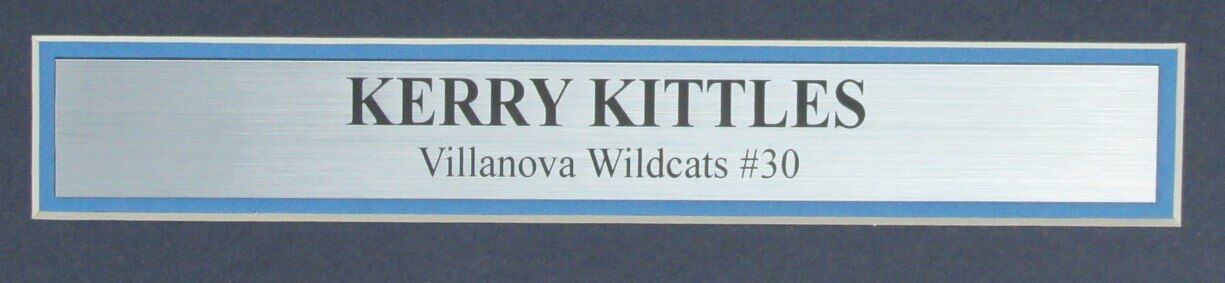 KERRY KITTLES
Villanova Wildcats #30